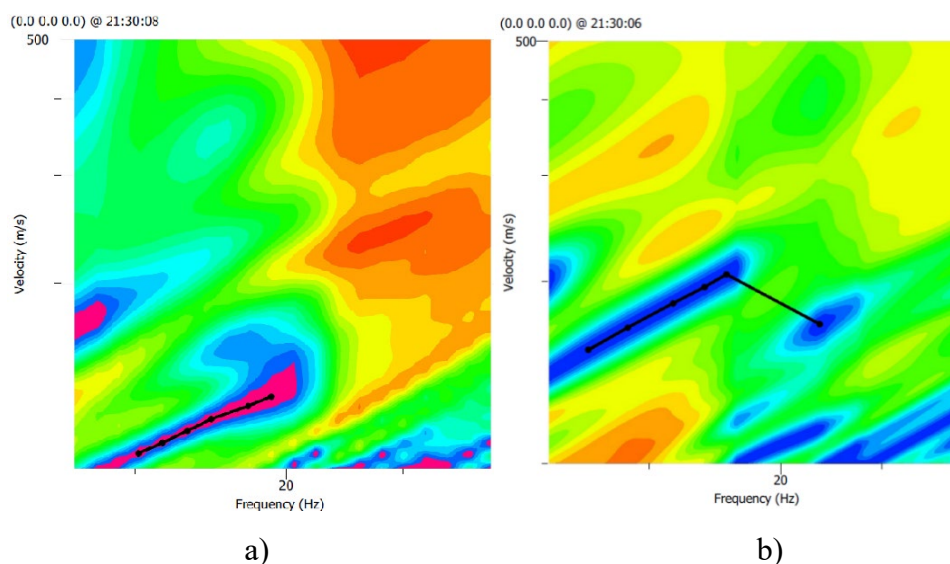 (0.0 0.0 0.0) @ 21:30:08
500
Velocity (m/s)
20
Frequency (Hz)
a)
(0.0 0.0 0.0) @ 21:30:06
500
Velocity (m/s)
20
Frequency (Hz)
b)